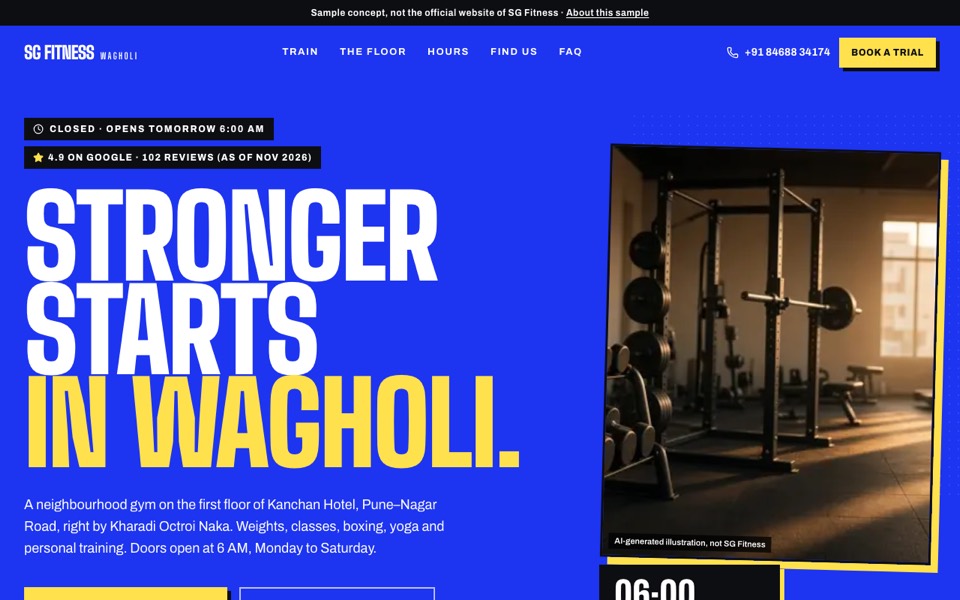 Sample concept, not the official website of SG Fitness · About this sample
SG FITNESS WAGHOLI
TRAIN THE FLOOR HOURS FIND US FAQ
+91 84688 34174
BOOK A TRIAL
CLOSED · OPENS TOMORROW 6:00 AM
4.9 ON GOOGLE · 102 REVIEWS (AS OF NOV 2026)
STRONGER
STARTS
IN WAGHOLI.
A neighbourhood gym on the first floor of Kanchan Hotel, Pune–Nagar
Road, right by Kharadi Octroi Naka. Weights, classes, boxing, yoga and
personal training. Doors open at 6 AM, Monday to Saturday.
AI-generated illustration, not SG Fitness
06:00